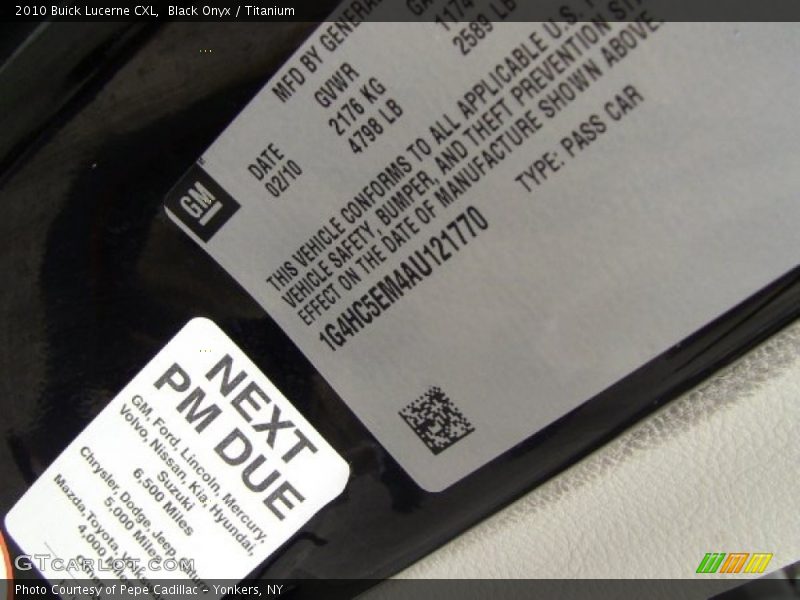 2010 Buick Lucerne CXL, Black Onyx / Titanium
MFD BY GENERAL
1174
2589 LB
GVWR
2176 KG
4798 LB
DATE
02/10
GM
THIS VEHICLE CONFORMS TO ALL APPLICABLE U.S.
VEHICLE SAFETY, BUMPER, AND THEFT PREVENTION
EFFECT ON THE DATE OF MANUFACTURE SHOWN ABOVE.
1G4HC5EM4AU121770
TYPE: PASS CAR
NEXT
PM DUE
GM, Ford, Lincoln, Mercury,
Volvo, Nissan, Kia, Hyundai,
Suzuki
6,500 Miles
Chrysler, Dodge, Jeep,
5,000 Miles
Mazda, Toyota,
4,000
GTCARLOT.COM
Photo Courtesy of Pepe Cadillac - Yonkers, NY